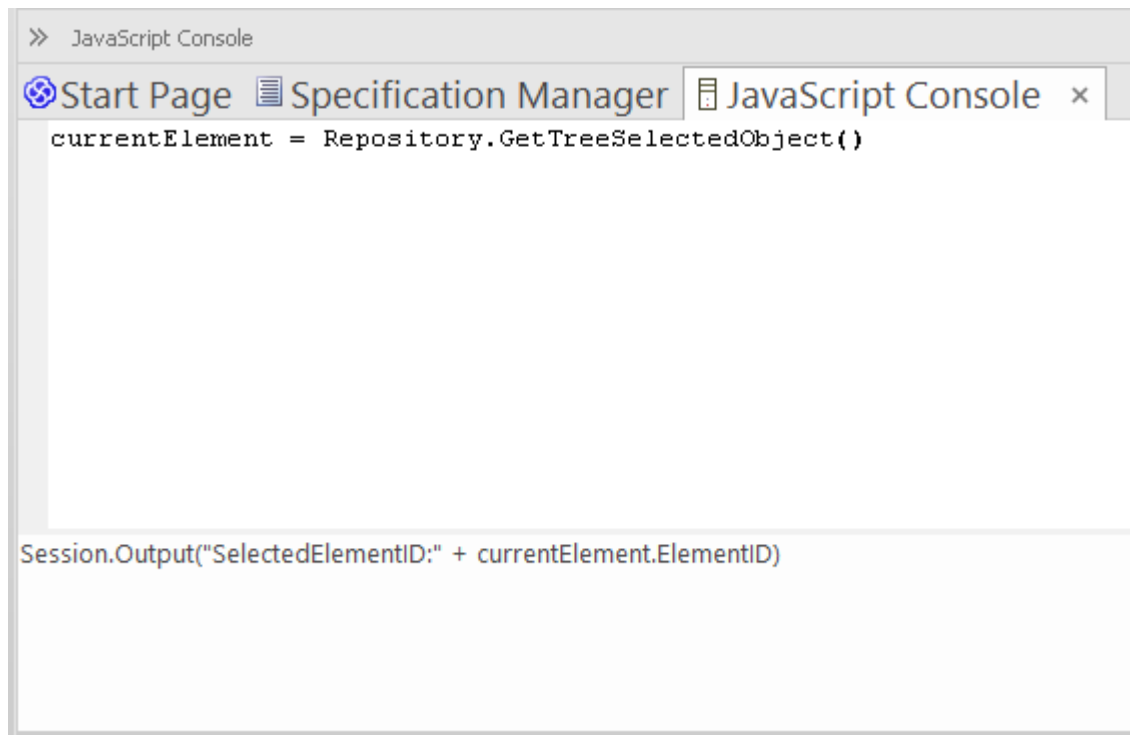 » JavaScript Console
Start Page Specification Manager JavaScript Console ×
currentElement = Repository.GetTreeSelectedObject()
Session.Output("SelectedElementID:" + currentElement.ElementID)